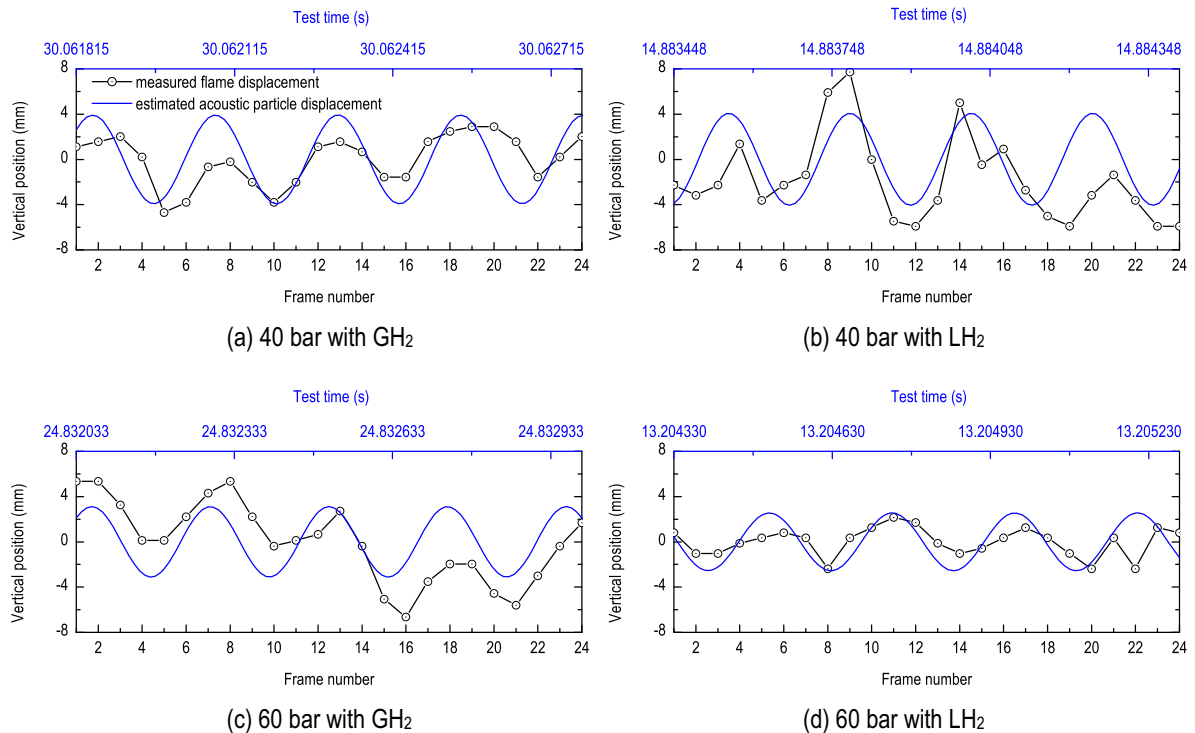 Test time (s)
30.061815 30.062115 30.062415 30.062715
8
4
0
-4
-8
Vertical position (mm)
measured flame displacement
estimated acoustic particle displacement
2 4 6 8 10 12 14 16 18 20 22 24
Frame number
(a) 40 bar with GH2
Test time (s)
14.883448 14.883748 14.884048 14.884348
8
4
0
-4
-8
Vertical position (mm)
2 4 6 8 10 12 14 16 18 20 22 24
Frame number
(b) 40 bar with LH2
Test time (s)
24.832033 24.832333 24.832633 24.832933
8
4
0
-4
-8
Vertical position (mm)
2 4 6 8 10 12 14 16 18 20 22 24
Frame number
(c) 60 bar with GH2
Test time (s)
13.204330 13.204630 13.204930 13.205230
8
4
0
-4
-8
Vertical position (mm)
2 4 6 8 10 12 14 16 18 20 22 24
Frame number
(d) 60 bar with LH2